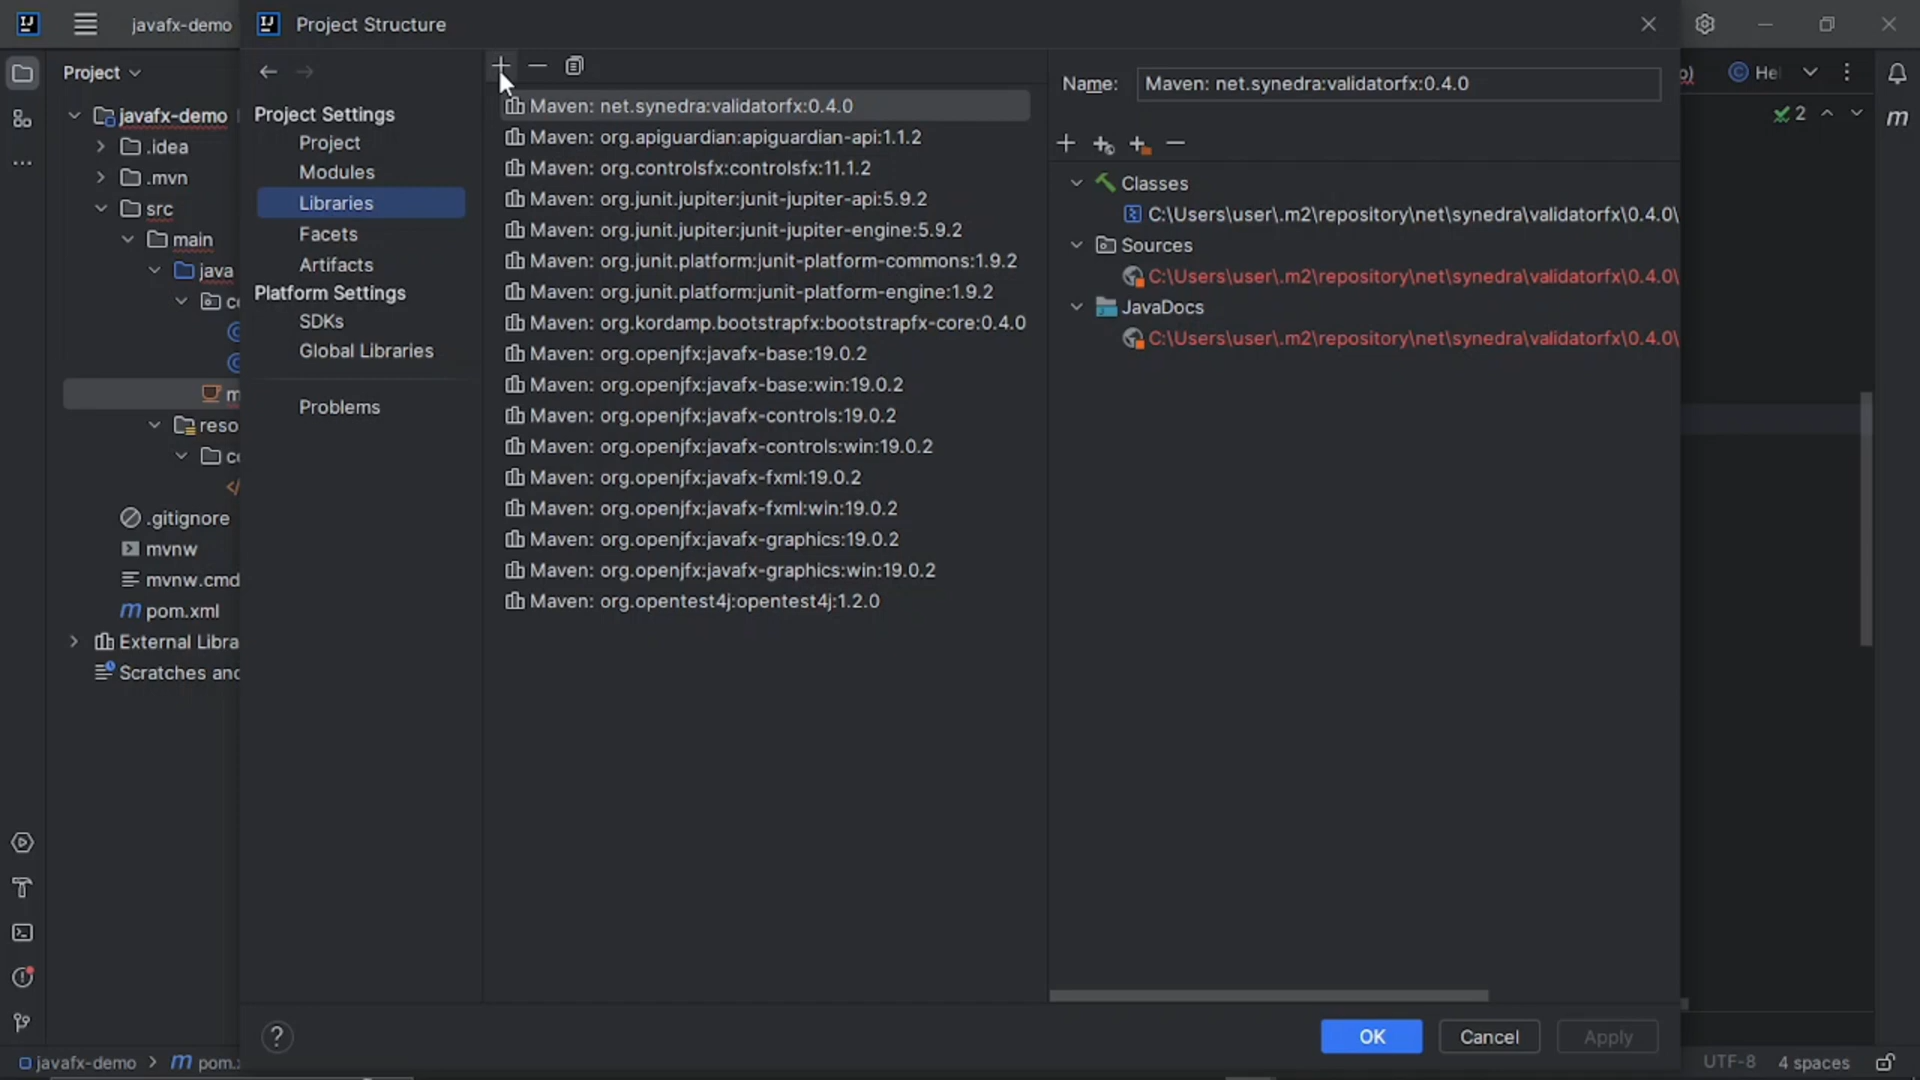 javafx-demo
Project Structure
Project
javafx-demo
.idea
.mvn
src
main
java
reso
.gitignore
mvnw
mvnw.cmd
pom.xml
External Libra
Scratches and
Project Settings
Project
Modules
Libraries
Facets
Artifacts
Platform Settings
SDKs
Global Libraries
Problems
Maven: net.synedra:validatorfx:0.4.0
Maven: org.apiguardian:apiguardian-api:1.1.2
Maven: org.controlsfx:controlsfx:11.1.2
Maven: org.junit.jupiter:junit-jupiter-api:5.9.2
Maven: org.junit.jupiter:junit-jupiter-engine:5.9.2
Maven: org.junit.platform:junit-platform-commons:1.9.2
Maven: org.junit.platform:junit-platform-engine:1.9.2
Maven: org.kordamp.bootstrapfx:bootstrapfx-core:0.4.0
Maven: org.openjfx:javafx-base:19.0.2
Maven: org.openjfx:javafx-base:win:19.0.2
Maven: org.openjfx:javafx-controls:19.0.2
Maven: org.openjfx:javafx-controls:win:19.0.2
Maven: org.openjfx:javafx-fxml:19.0.2
Maven: org.openjfx:javafx-fxml:win:19.0.2
Maven: org.openjfx:javafx-graphics:19.0.2
Maven: org.openjfx:javafx-graphics:win:19.0.2
Maven: org.opentest4j:opentest4j:1.2.0
Name: Maven: net.synedra:validatorfx:0.4.0
Classes
C:\Users\user\.m2\repository\net\synedra\validatorfx\0.4.0\
Sources
C:\Users\user\.m2\repository\net\synedra\validatorfx\0.4.0\
JavaDocs
C:\Users\user\.m2\repository\net\synedra\validatorfx\0.4.0\
Hel
2
m
? OK Cancel Apply
javafx-demo > m pom.x
UTF-8 4 spaces